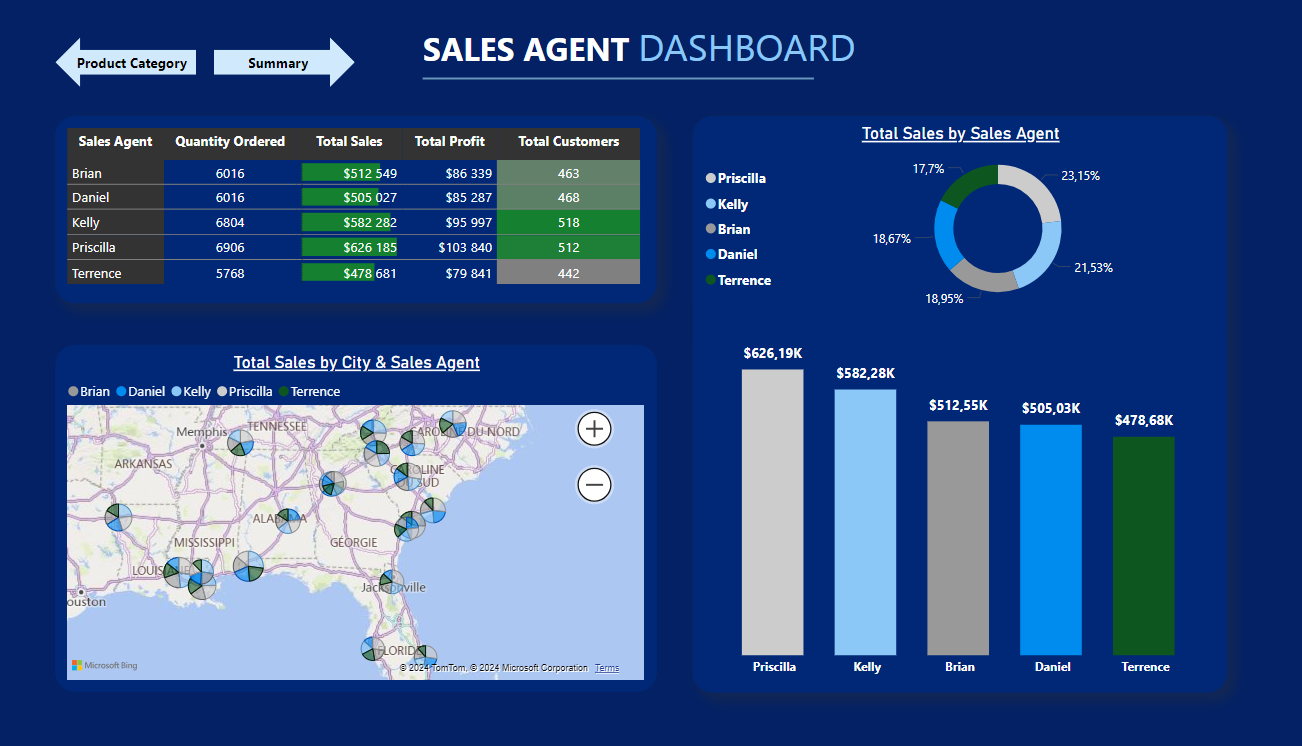 Product Category
Summary
SALES AGENT DASHBOARD
Sales Agent Quantity Ordered Total Sales Total Profit Total Customers
Brian 6016 $512 549 $86 339 463
Daniel 6016 $505 027 $85 287 468
Kelly 6804 $582 282 $95 997 518
Priscilla 6906 $626 185 $103 840 512
Terrence 5768 $478 681 $79 841 442
Total Sales by City & Sales Agent
Brian Daniel Kelly Priscilla Terrence
Memphis
TENNESSEE
DU NORD
ARKANSAS
SUD
MISSISSIPPI
GÉORGIE
Jacksonville
FLORIDE
Microsoft Bing
© 2024 TomTom, © 2024 Microsoft Corporation Terms
Total Sales by Sales Agent
Priscilla
Kelly
Brian
Daniel
Terrence
17,7%
23,15%
18,67%
21,53%
18,95%
$626,19K
$582,28K
$512,55K
$505,03K
$478,68K
Priscilla Kelly Brian Daniel Terrence